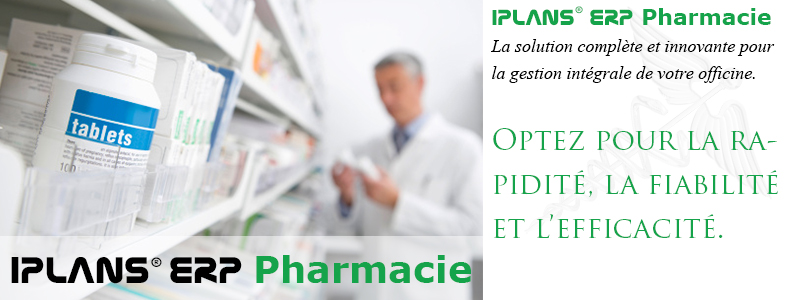 tablets
100
IPLANS® ERP Pharmacie
IPLANS® ERP Pharmacie
La solution complète et innovante pour
la gestion intégrale de votre officine.
Optez pour la ra-
pidité, la fiabilité
et l'efficacité.